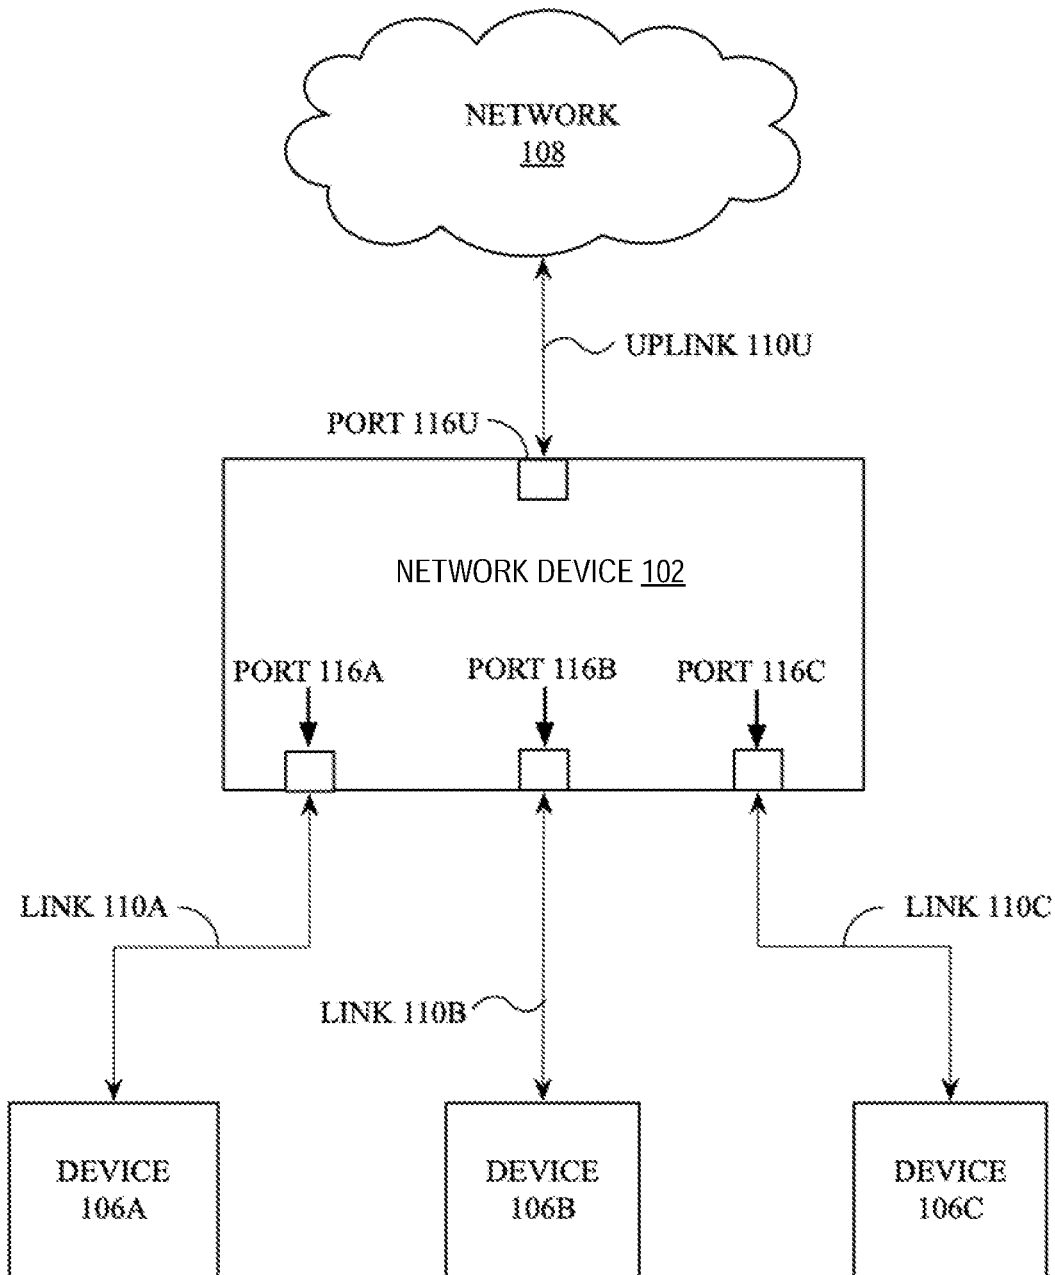 NETWORK
108
UPLINK 110U
PORT 116U
NETWORK DEVICE 102
PORT 116A PORT 116B PORT 116C
LINK 110A LINK 110C
LINK 110B
DEVICE DEVICE DEVICE
106A 106B 106C